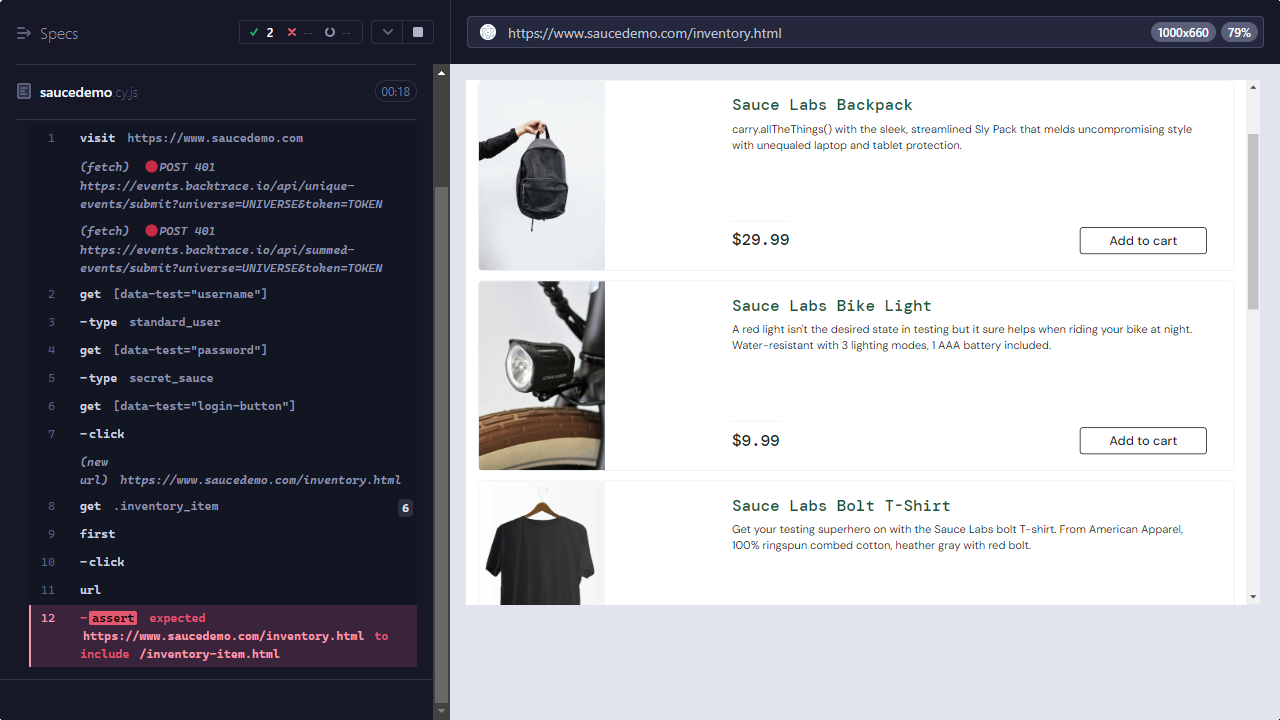 Specs
2
--
--
saucedemo.cy.js
00:18
1 visit https://www.saucedemo.com
(fetch) POST 401
https://events.backtrace.io/api/unique-
events/submit?universe=UNIVERSE&token=TOKEN
(fetch) POST 401
https://events.backtrace.io/api/summed-
events/submit?universe=UNIVERSE&token=TOKEN
2 get [data-test="username"]
3 -type standard_user
4 get [data-test="password"]
5 -type secret_sauce
6 get [data-test="login-button"]
7 -click
(new
url) https://www.saucedemo.com/inventory.html
8 get .inventory_item 6
9 first
10 -click
11 url
12 -assert expected
https://www.saucedemo.com/inventory.html to
include /inventory-item.html
https://www.saucedemo.com/inventory.html
1000x660
79%
Sauce Labs Backpack
carry.allTheThings() with the sleek, streamlined Sly Pack that melds uncompromising style
with unequaled laptop and tablet protection.
$29.99
Add to cart
Sauce Labs Bike Light
A red light isn't the desired state in testing but it sure helps when riding your bike at night.
Water-resistant with 3 lighting modes, 1 AAA battery included.
$9.99
Add to cart
Sauce Labs Bolt T-Shirt
Get your testing superhero on with the Sauce Labs bolt T-shirt. From American Apparel,
100% ringspun combed cotton, heather gray with red bolt.